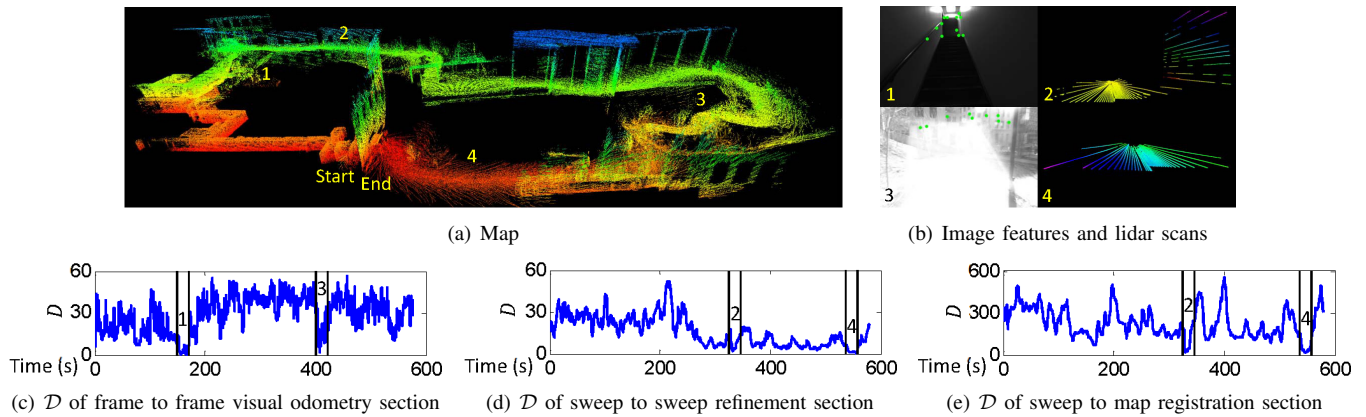 1
2
3
4
Start
End
(a) Map
1
2
3
4
(b) Image features and lidar scans
60
30
0
D
1
3
Time (s)
200
400
600
(c) D of frame to frame visual odometry section
60
30
0
D
2
4
Time (s)
200
400
600
(d) D of sweep to sweep refinement section
600
300
0
D
2
4
Time (s)
200
400
600
(e) D of sweep to map registration section